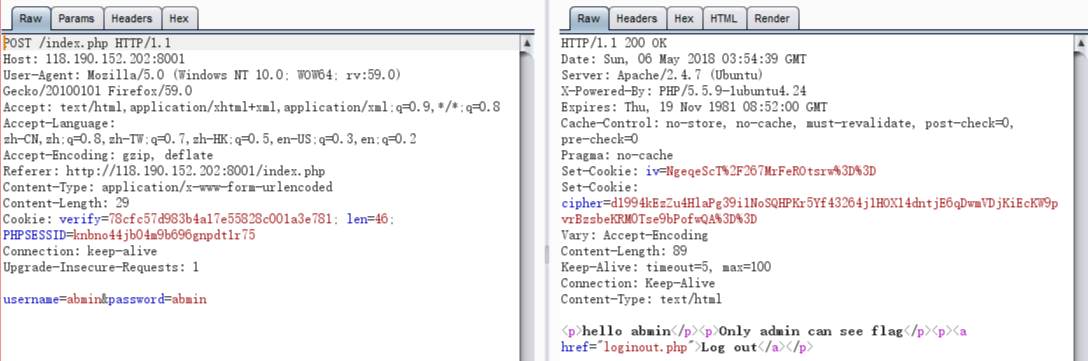 Raw Params Headers Hex
POST /index.php HTTP/1.1
Host: 118.190.152.202:8001
User-Agent: Mozilla/5.0 (Windows NT 10.0; WOW64; rv:59.0)
Gecko/20100101 Firefox/59.0
Accept: text/html,application/xhtml+xml,application/xml;q=0.9,*/*;q=0.8
Accept-Language:
zh-CN,zh;q=0.8,zh-TW;q=0.7,zh-HK;q=0.5,en-US;q=0.3,en;q=0.2
Accept-Encoding: gzip, deflate
Referer: http://118.190.152.202:8001/index.php
Content-Type: application/x-www-form-urlencoded
Content-Length: 29
Cookie: verify=78cfc57d983b4a17e55828c001a3e781; len=46;
PHPSESSID=knbno44jb04m9b696gnpdt1r75
Connection: keep-alive
Upgrade-Insecure-Requests: 1
username=abmin&password=abmin
Raw Headers Hex HTML Render
HTTP/1.1 200 OK
Date: Sun, 06 May 2018 03:54:39 GMT
Server: Apache/2.4.7 (Ubuntu)
X-Powered-By: PHP/5.5.9-1ubuntu4.24
Expires: Thu, 19 Nov 1981 08:52:00 GMT
Cache-Control: no-store, no-cache, must-revalidate, post-check=0,
pre-check=0
Pragma: no-cache
Set-Cookie: iv=NgeqeScT%2F267MrFeROtsrw%3D%3D
Set-Cookie:
cipher=d1994kEzZu4HlaPg39i1NoSQHPKr5Yf43264jlHOX14dntjE6qDwmVDjKiEcKW9p
vrBzsbeKRMOTse9bPofwQA%3D%3D
Vary: Accept-Encoding
Content-Length: 89
Keep-Alive: timeout=5, max=100
Connection: Keep-Alive
Content-Type: text/html
<p>hello abmin</p><p>Only admin can see flag</p><p><a
href="loginout.php">Log out</a></p>